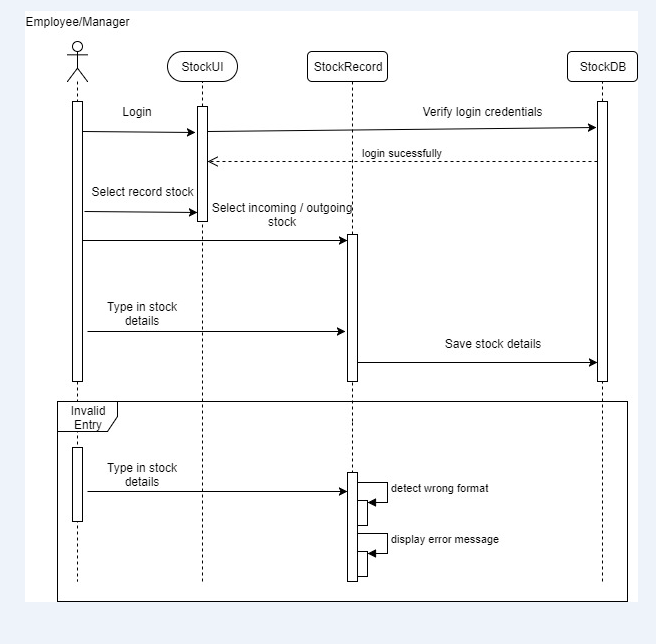 Employee/Manager
StockUI
StockRecord
StockDB
Login
Verify login credentials
login sucessfully
Select record stock
Select incoming / outgoing
stock
Type in stock
details
Save stock details
Invalid
Entry
Type in stock
details
detect wrong format
display error message